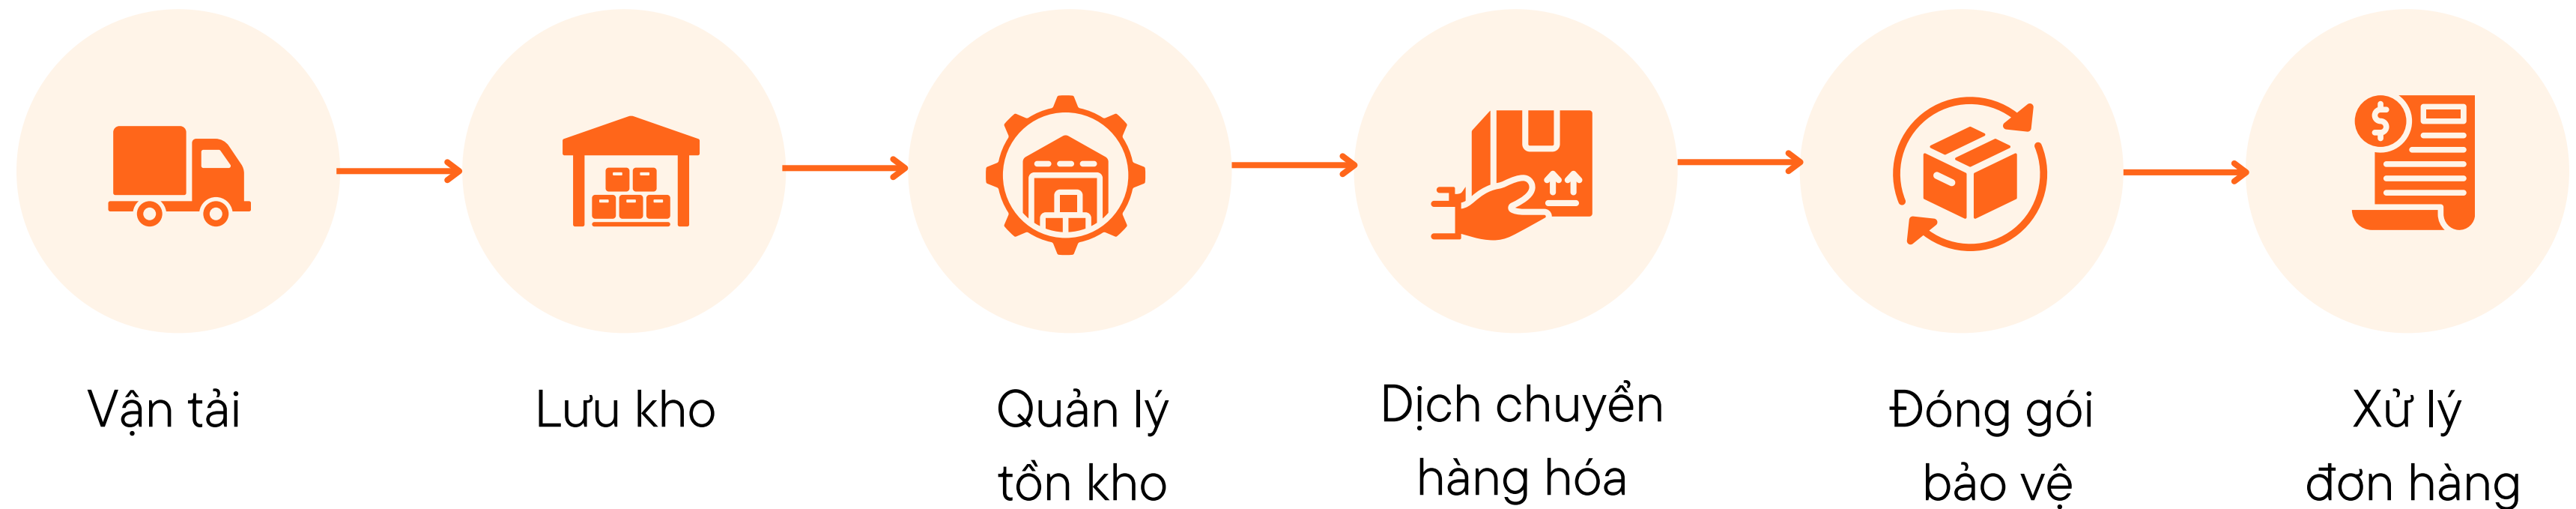 Vận tải
Lưu kho
Quản lý
tồn kho
Dịch chuyển
hàng hóa
Đóng gói
bảo vệ
Xử lý
đơn hàng